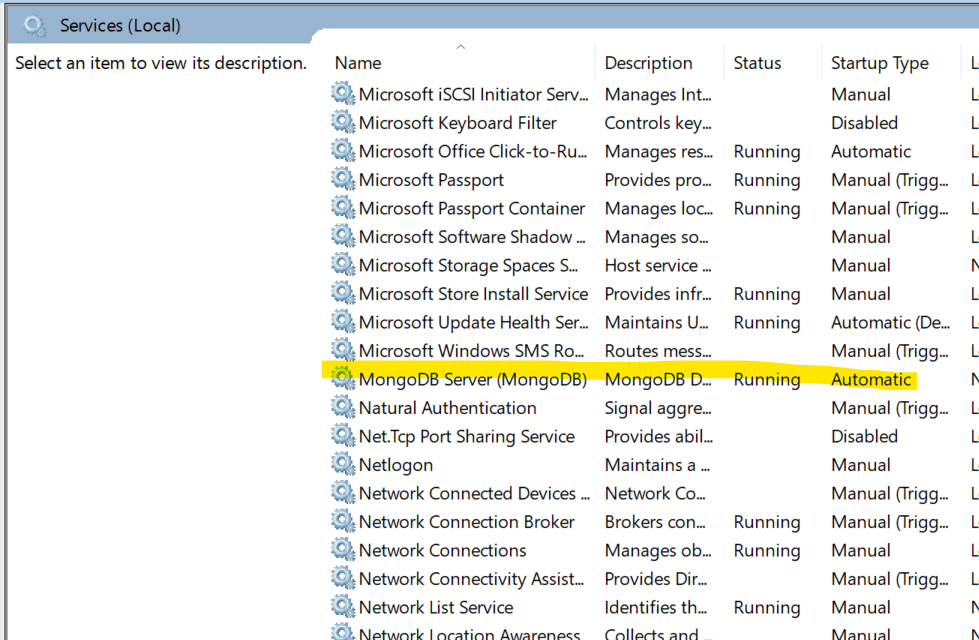 Services (Local)
Select an item to view its description.
Name Description Status Startup Type L
Microsoft iSCSI Initiator Serv... Manages Int... Manual L
Microsoft Keyboard Filter Controls key... Disabled L
Microsoft Office Click-to-Ru... Manages res... Running Automatic L
Microsoft Passport Provides pro... Running Manual (Trigg... L
Microsoft Passport Container Manages loc... Running Manual (Trigg... L
Microsoft Software Shadow ... Manages so... Manual L
Microsoft Storage Spaces S... Host service ... Manual N
Microsoft Store Install Service Provides infr... Running Manual L
Microsoft Update Health Ser... Maintains U... Running Automatic (De... L
Microsoft Windows SMS Ro... Routes mess... Manual (Trigg... L
MongoDB Server (MongoDB) MongoDB D... Running Automatic N
Natural Authentication Signal aggre... Manual (Trigg... L
Net.Tcp Port Sharing Service Provides abil... Disabled L
Netlogon Maintains a ... Manual L
Network Connected Devices ... Network Co... Manual (Trigg... L
Network Connection Broker Brokers con... Running Manual (Trigg... L
Network Connections Manages ob... Running Manual L
Network Connectivity Assist... Provides Dir... Manual (Trigg... L
Network List Service Identifies th... Running Manual N
Network Location Awareness Collects and ... Manual N